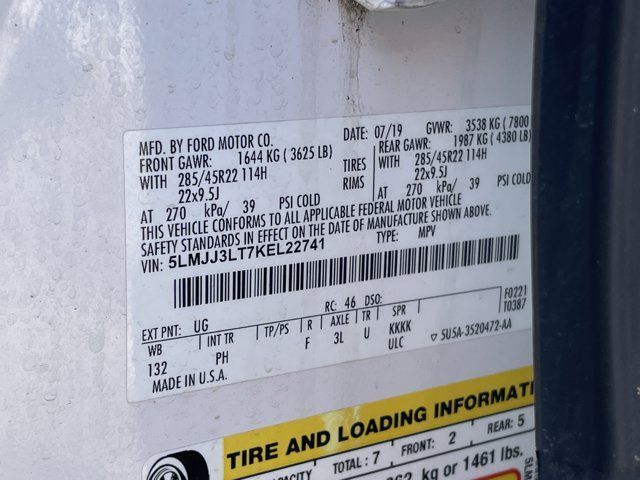 MFD. BY FORD MOTOR CO.
DATE: 07/19 GVWR: 3538 KG ( 7800
FRONT GAWR: 1644 KG ( 3625 LB) REAR GAWR: 1987 KG ( 4380 LB)
WITH 285/45R22 114H TIRES WITH 285/45R22 114H
22x9.5J RIMS 22x9.5J
AT 270 kPa/ 39 PSI COLD AT 270 kPa/ 39 PSI COLD
THIS VEHICLE CONFORMS TO ALL APPLICABLE FEDERAL MOTOR VEHICLE
SAFETY STANDARDS IN EFFECT ON THE DATE OF MANUFACTURE SHOWN ABOVE.
VIN: 5LMJJ3LT7KEL22741 TYPE: MPV
EXT PNT: UG RC: 46 DSO: F0221
T0387
WB INT TR TP/PS R AXLE TR SPR
132 PH F 3L U KKKK
ULC ▽ 5U5A-3520472-AA
MADE IN U.S.A.
TIRE AND LOADING INFORMATI
TOTAL : 7 FRONT: 2 REAR: 5
kg or 1461 lbs.
5LM